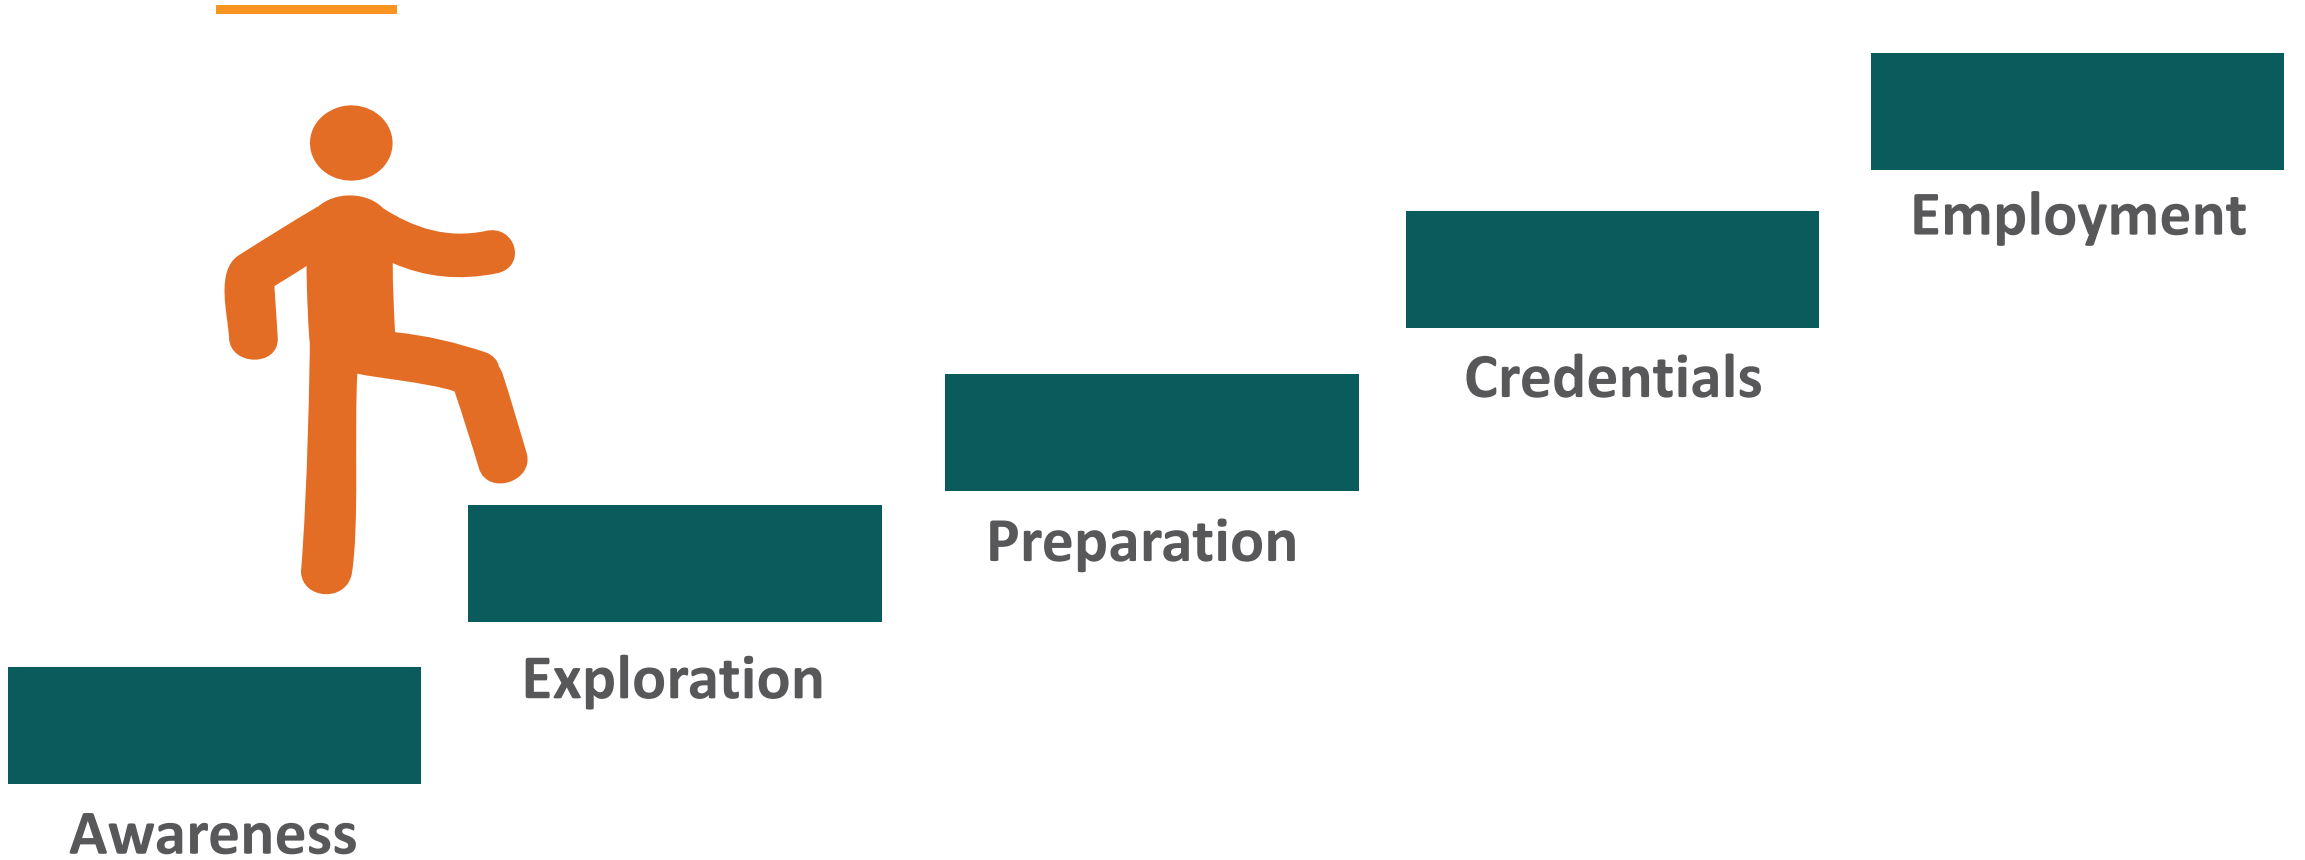 Employment
Credentials
Preparation
Exploration
Awareness